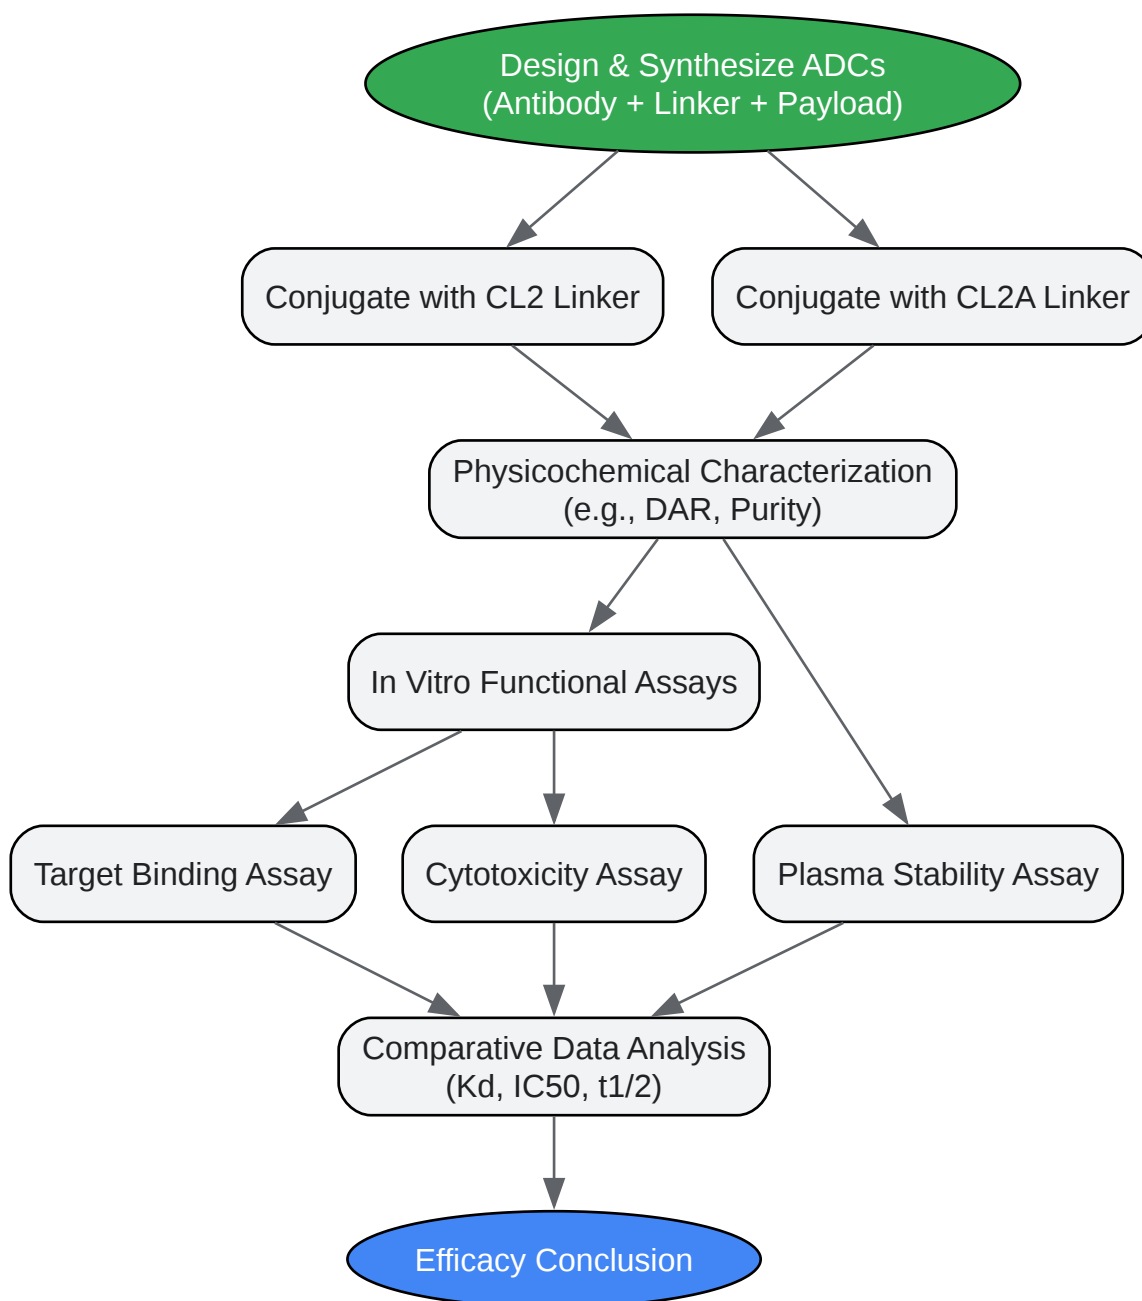 Design & Synthesize ADCs
(Antibody + Linker + Payload)
Conjugate with CL2 Linker
Conjugate with CL2A Linker
Physicochemical Characterization
(e.g., DAR, Purity)
In Vitro Functional Assays
Target Binding Assay
Cytotoxicity Assay
Plasma Stability Assay
Comparative Data Analysis
(Kd, IC50, t1/2)
Efficacy Conclusion